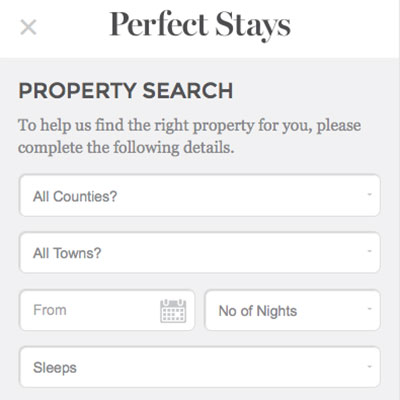 Perfect Stays
PROPERTY SEARCH
To help us find the right property for you, please
complete the following details.
All Counties?
All Towns?
From
No of Nights
Sleeps